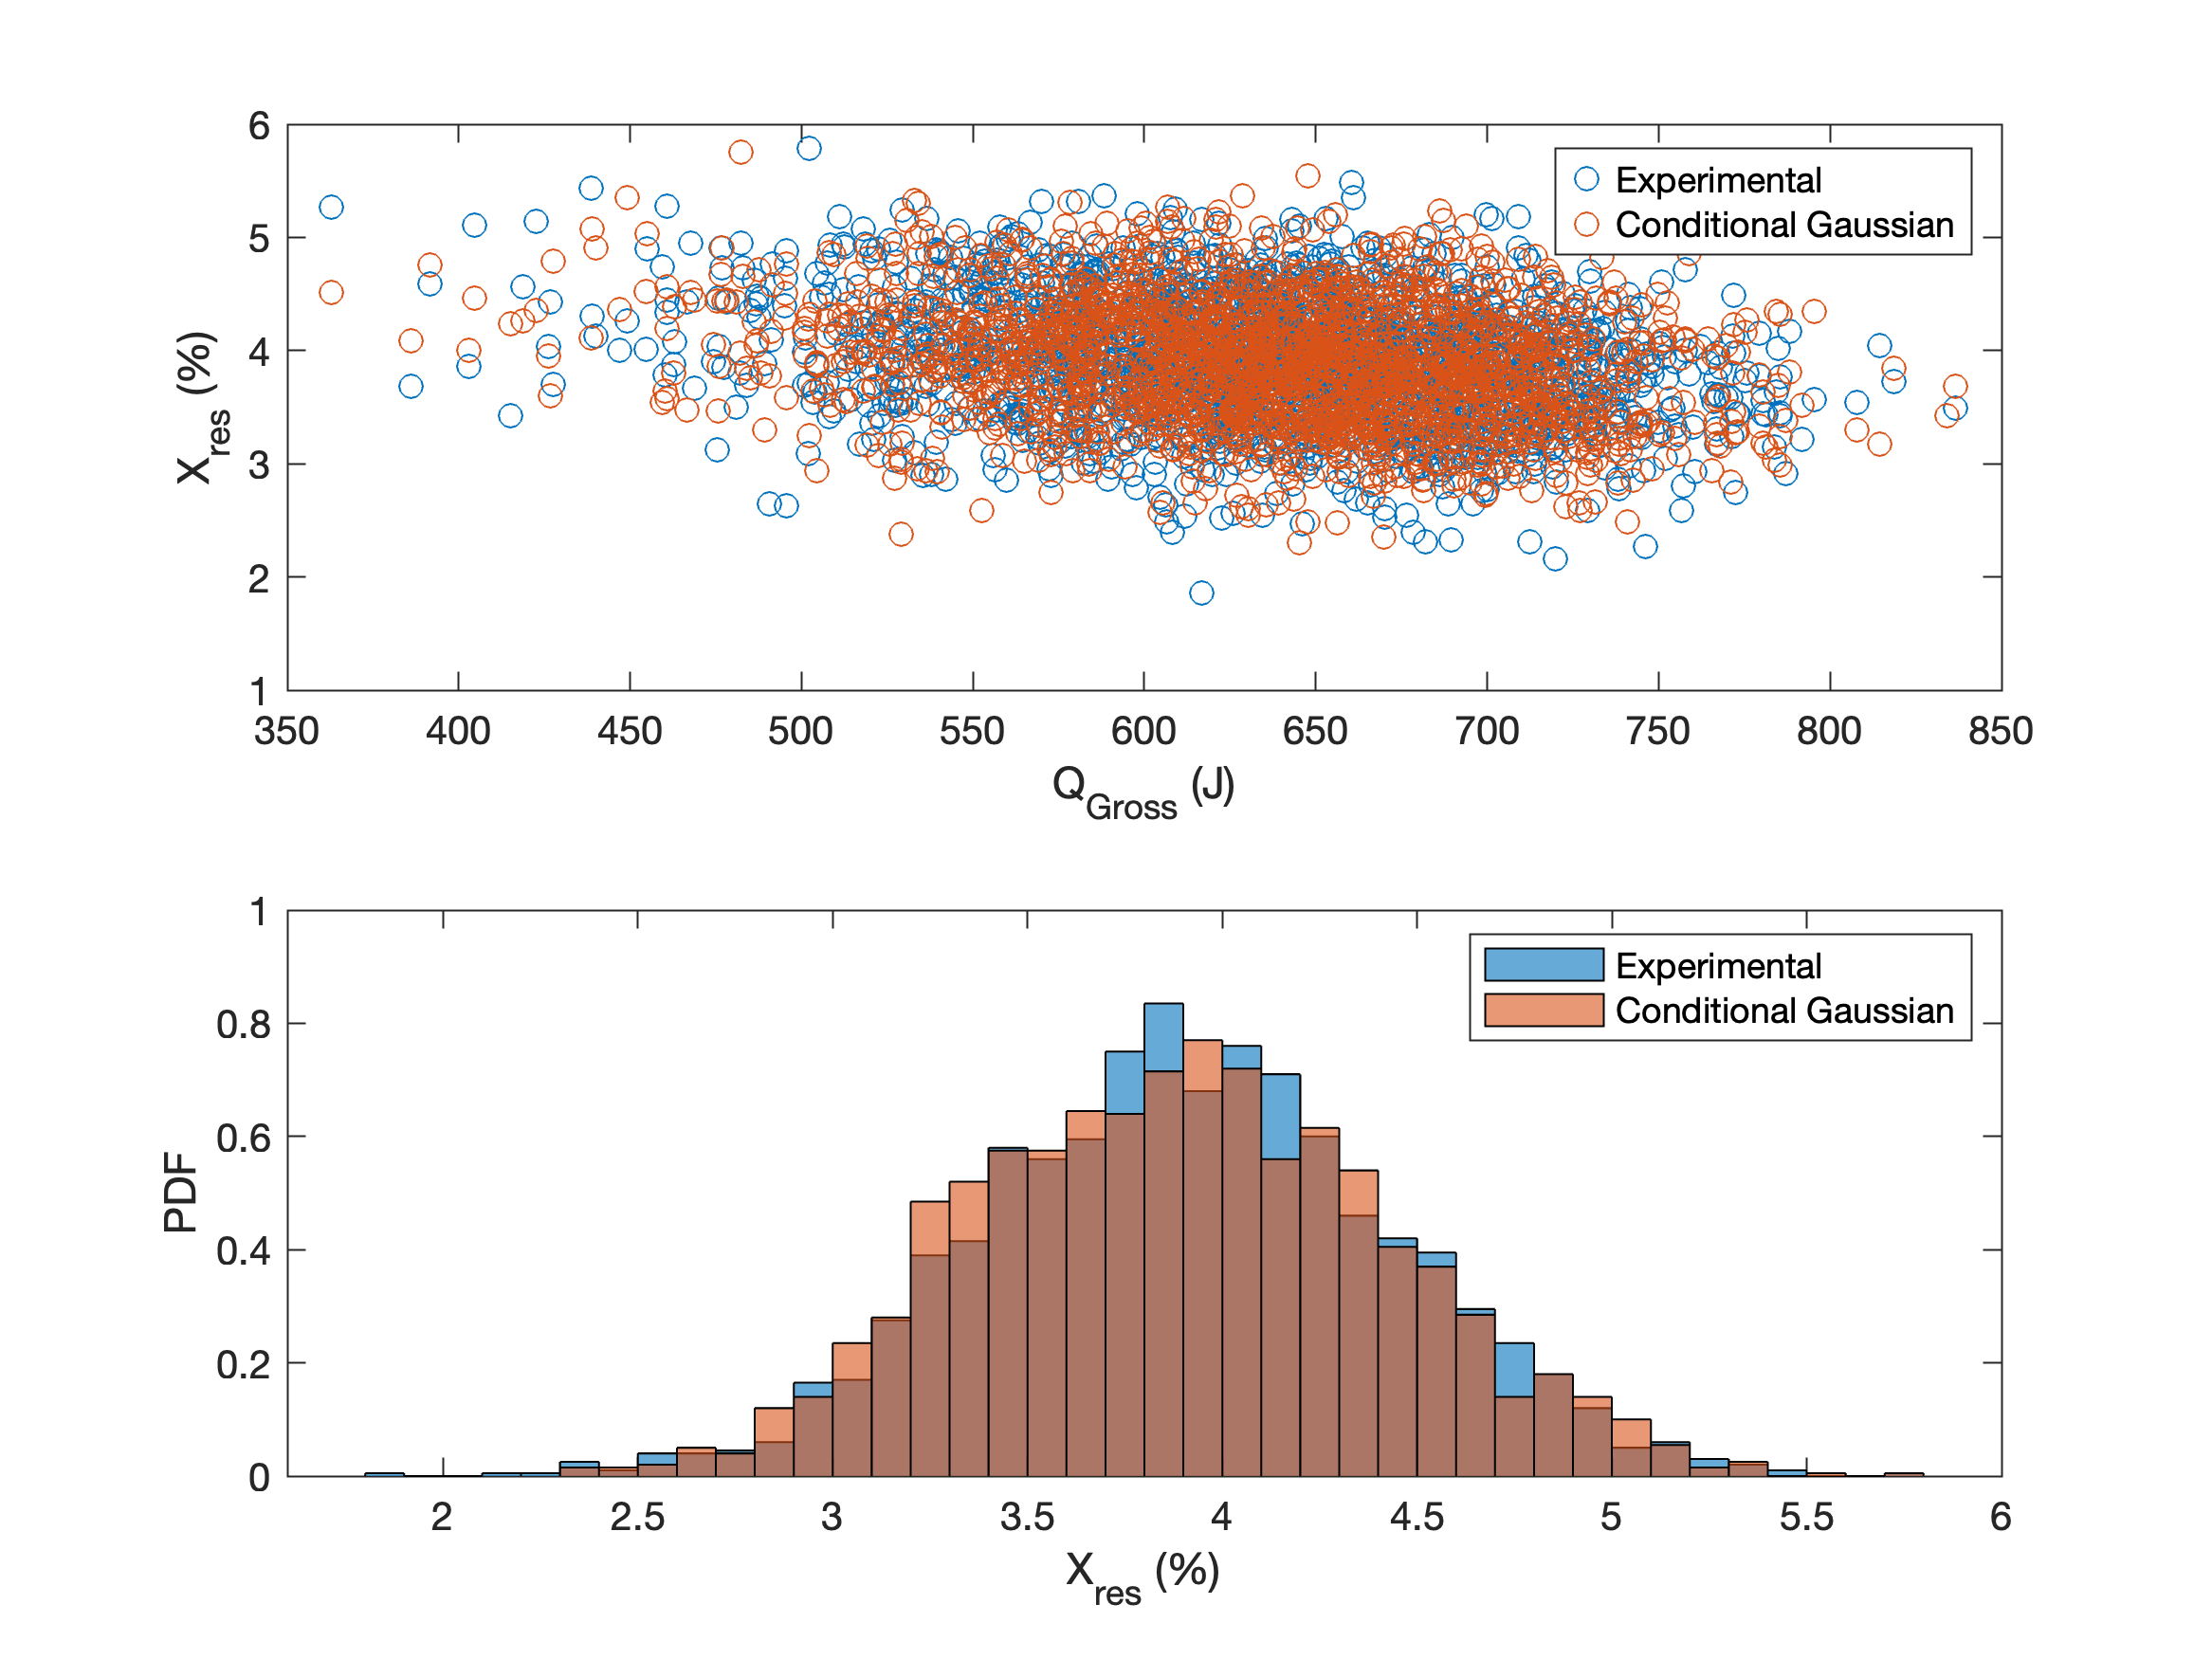 6
5
4
3
2
1
X_res (%)
Experimental
Conditional Gaussian
350 400 450 500 550 600 650 700 750 800 850
Q_Gross (J)
1
0.8
0.6
0.4
0.2
0
PDF
Experimental
Conditional Gaussian
2 2.5 3 3.5 4 4.5 5 5.5 6
X_res (%)